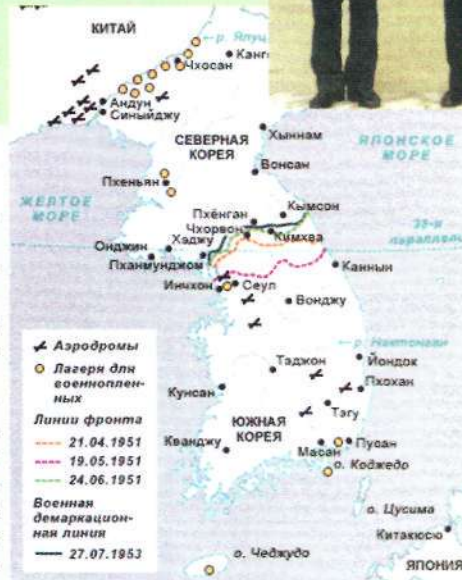 КИТАЙ
р. Ялуц
Канг
Чхосан
Андун
Синыйджу
СЕВЕРНАЯ
КОРЕЯ
Хыннам
ЯПОНСКОЕ
МОРЕ
Вонсан
Пхеньян
ЖЕЛТОЕ
МОРЕ
Пхёнган
Кымсон
Чхорвон
Кимхва
38-я
параллель
Онджин
Хэджу
Пханмунджом
Каннын
Инчхон
Сеул
Вонджу
р. Нактонган
Тэджон
Йондок
Пхохан
Кунсан
Тэгу
ЮЖНАЯ
КОРЕЯ
Кванджу
Масан
Пусан
о. Коджедо
о. Цусима
Китакюсю
о. Чеджудо
ЯПОНИЯ
Аэродромы
Лагеря для
военноплен-
ных
Линии фронта
21.04.1951
19.05.1951
24.06.1951
Военная
демаркацион-
ная линия
27.07.1953